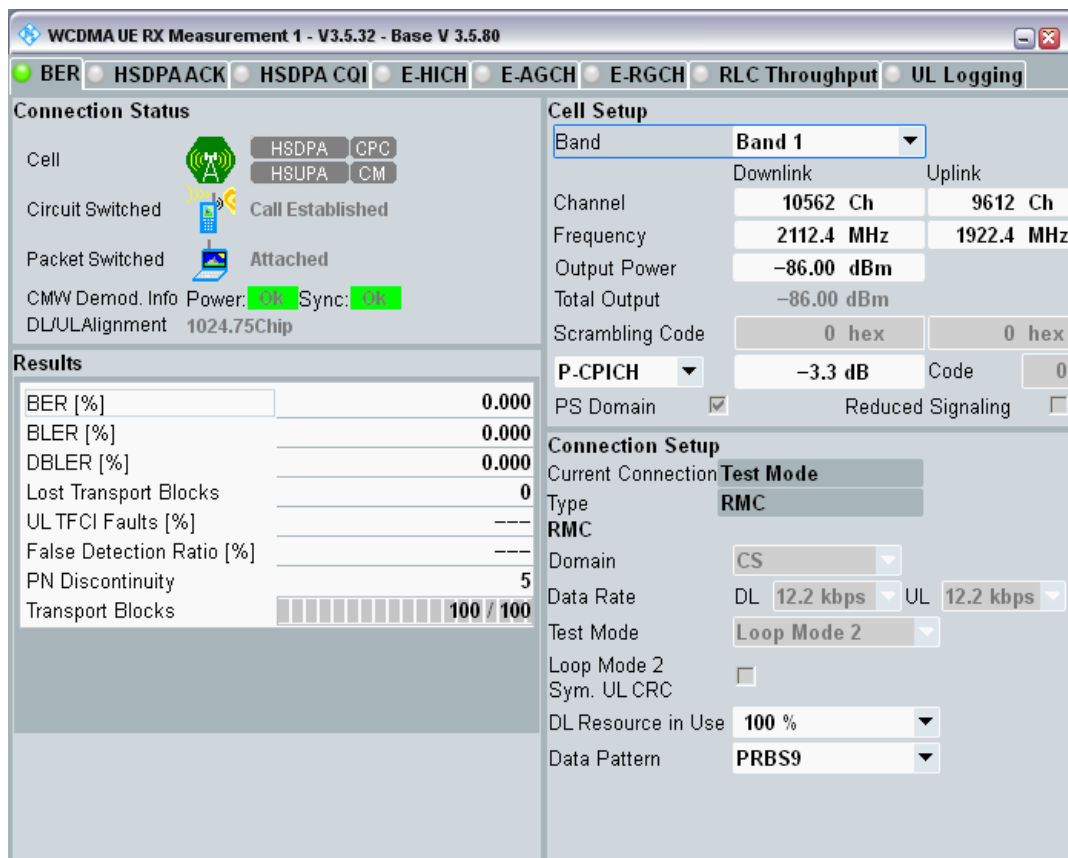 WCDMA UE RX Measurement 1 - V3.5.32 - Base V 3.5.80
BER HSDPA ACK HSDPA CQI E-HICH E-AGCH E-RGCH RLC Throughput UL Logging
Connection Status
Cell HSDPA CPC
HSUPA CM
Circuit Switched Call Established
Packet Switched Attached
CMW Demod. Info Power: Ok Sync: Ok
DL/ULAlignment 1024.75Chip
Results
BER [%] 0.000
BLER [%] 0.000
DBLER [%] 0.000
Lost Transport Blocks 0
UL TFCI Faults [%] ---
False Detection Ratio [%] ---
PN Discontinuity 5
Transport Blocks 100 / 100
Cell Setup
Band Band 1
Downlink Uplink
Channel 10562 Ch 9612 Ch
Frequency 2112.4 MHz 1922.4 MHz
Output Power −86.00 dBm
Total Output −86.00 dBm
Scrambling Code 0 hex 0 hex
P-CPICH −3.3 dB Code 0
PS Domain Reduced Signaling
Connection Setup
Current Connection Test Mode
Type RMC
RMC
Domain CS
Data Rate DL 12.2 kbps UL 12.2 kbps
Test Mode Loop Mode 2
Loop Mode 2
Sym. UL CRC
DL Resource in Use 100 %
Data Pattern PRBS9